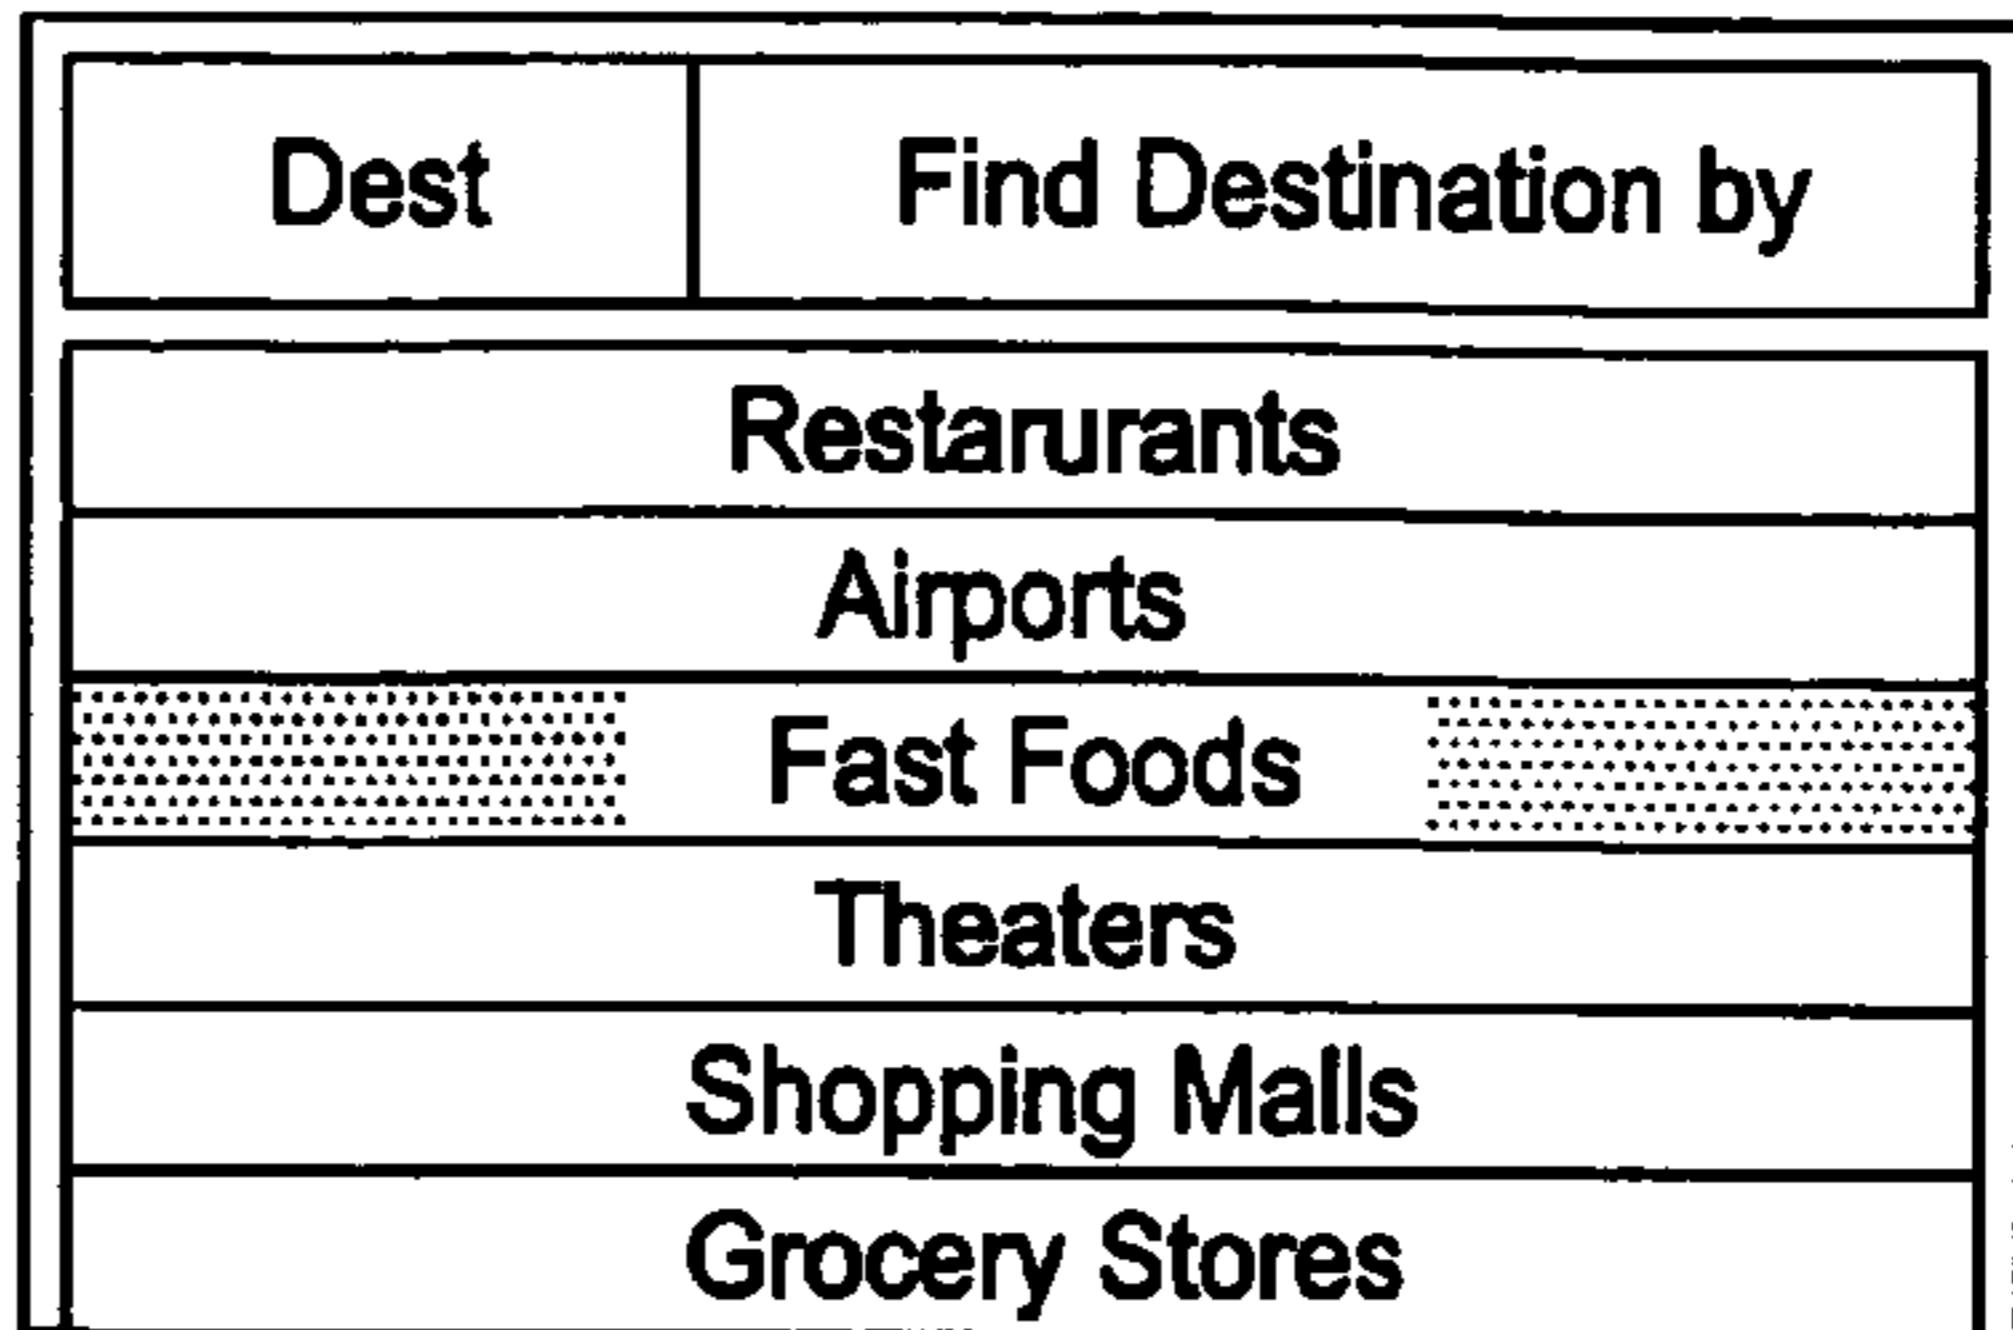 Dest Find Destination by
Restarurants
Airports
Fast Foods
Theaters
Shopping Malls
Grocery Stores